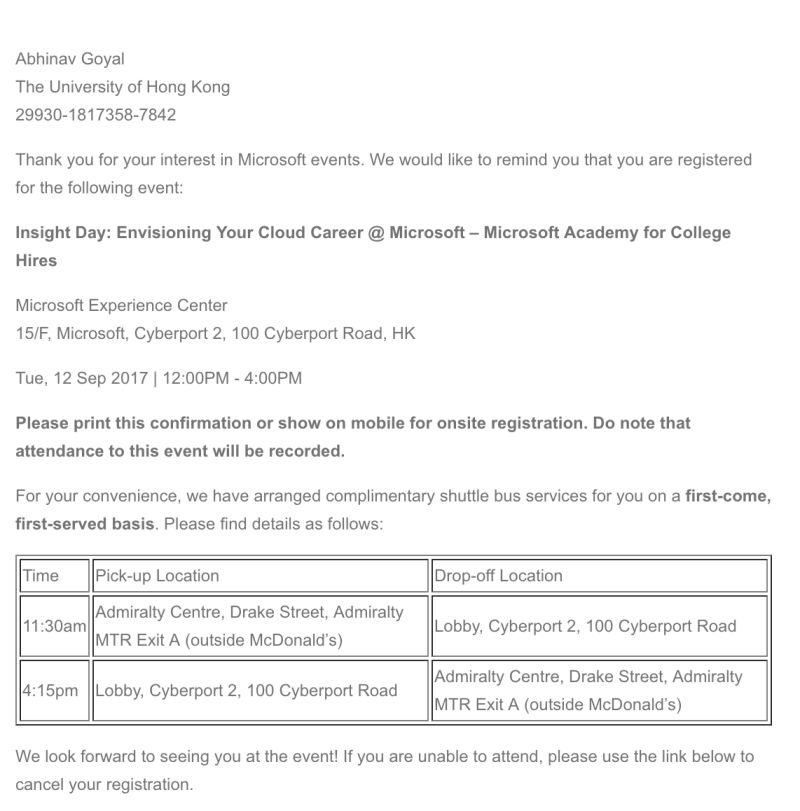 Abhinav Goyal
The University of Hong Kong
29930-1817358-7842
Thank you for your interest in Microsoft events. We would like to remind you that you are registered
for the following event:
Insight Day: Envisioning Your Cloud Career @ Microsoft – Microsoft Academy for College
Hires
Microsoft Experience Center
15/F, Microsoft, Cyberport 2, 100 Cyberport Road, HK
Tue, 12 Sep 2017 | 12:00PM - 4:00PM
Please print this confirmation or show on mobile for onsite registration. Do note that
attendance to this event will be recorded.
For your convenience, we have arranged complimentary shuttle bus services for you on a first-come,
first-served basis. Please find details as follows:
Time Pick-up Location Drop-off Location
11:30am Admiralty Centre, Drake Street, Admiralty
MTR Exit A (outside McDonald’s) Lobby, Cyberport 2, 100 Cyberport Road
4:15pm Lobby, Cyberport 2, 100 Cyberport Road Admiralty Centre, Drake Street, Admiralty
MTR Exit A (outside McDonald’s)
We look forward to seeing you at the event! If you are unable to attend, please use the link below to
cancel your registration.